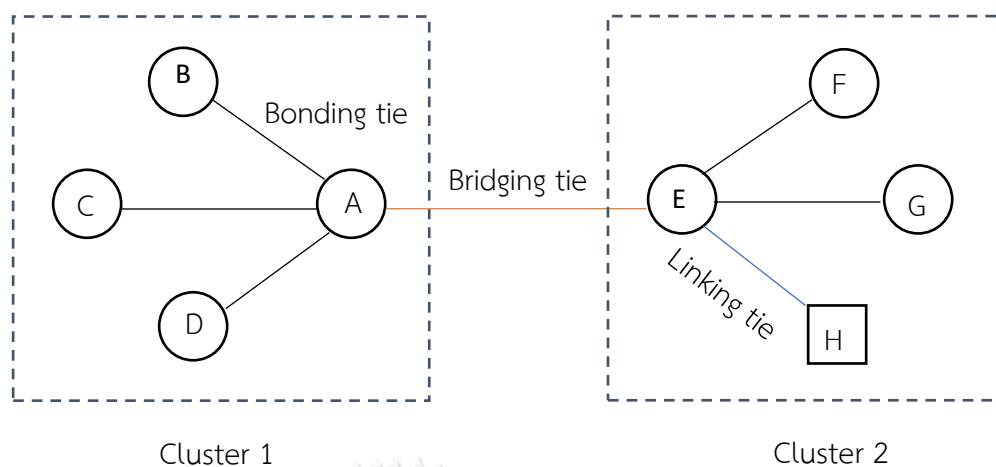 B
Bonding tie
C
A
D
Cluster 1
Bridging tie
F
E
G
Linking tie
H
Cluster 2